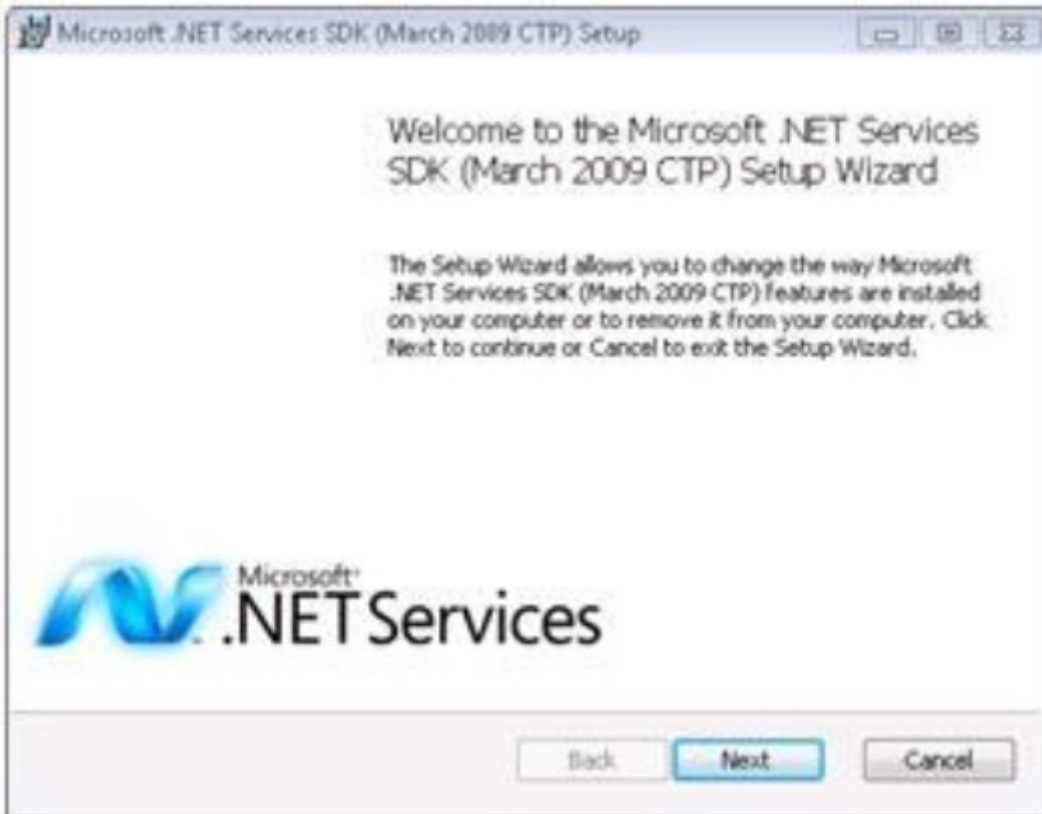 Microsoft .NET Services SDK (March 2009 CTP) Setup
Welcome to the Microsoft .NET Services
SDK (March 2009 CTP) Setup Wizard
The Setup Wizard allows you to change the way Microsoft
.NET Services SDK (March 2009 CTP) features are installed
on your computer or to remove it from your computer. Click
Next to continue or Cancel to exit the Setup Wizard.
Microsoft
.NET Services
Back
Next
Cancel